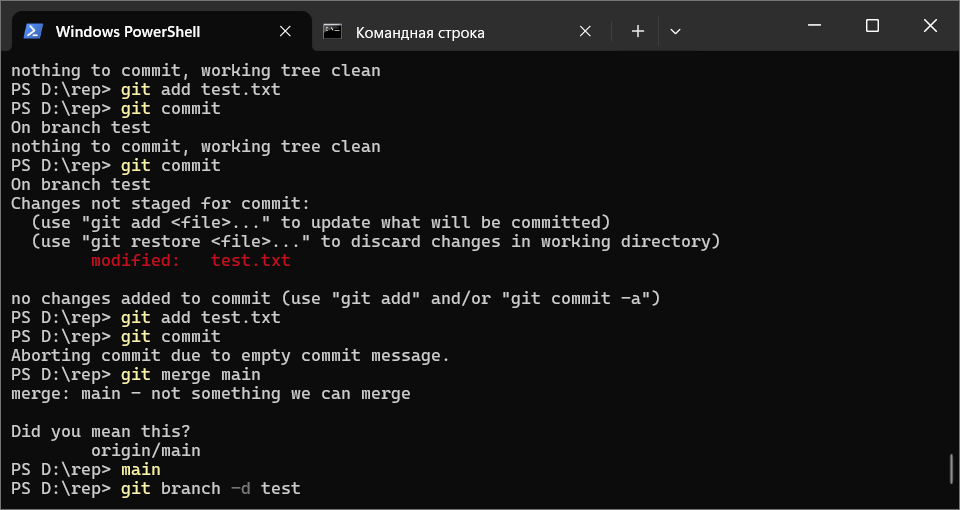 Windows PowerShell
Командная строка
nothing to commit, working tree clean
PS D:\rep> git add test.txt
PS D:\rep> git commit
On branch test
nothing to commit, working tree clean
PS D:\rep> git commit
On branch test
Changes not staged for commit:
  (use "git add <file>..." to update what will be committed)
  (use "git restore <file>..." to discard changes in working directory)
        modified:   test.txt

no changes added to commit (use "git add" and/or "git commit -a")
PS D:\rep> git add test.txt
PS D:\rep> git commit
Aborting commit due to empty commit message.
PS D:\rep> git merge main
merge: main - not something we can merge

Did you mean this?
        origin/main
PS D:\rep> main
PS D:\rep> git branch -d test